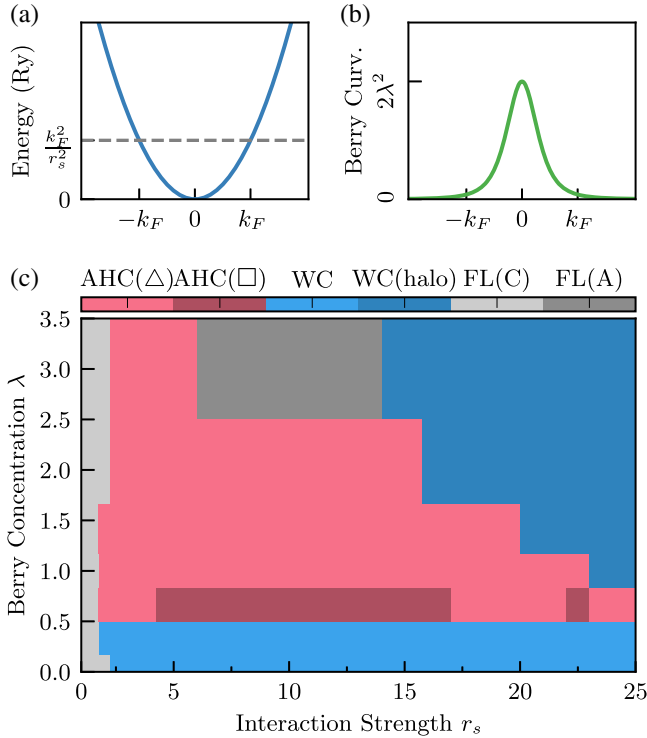 (a)
Energy (Ry)
k_F^2
r_s^2
0
−k_F 0 k_F
(b)
Berry Curv.
2λ²
0
−k_F 0 k_F
(c)
AHC(△) AHC(□) WC WC(halo) FL(C) FL(A)
Berry Concentration λ
3.5
3.0
2.5
2.0
1.5
1.0
0.5
0.0
0 5 10 15 20 25
Interaction Strength r_s